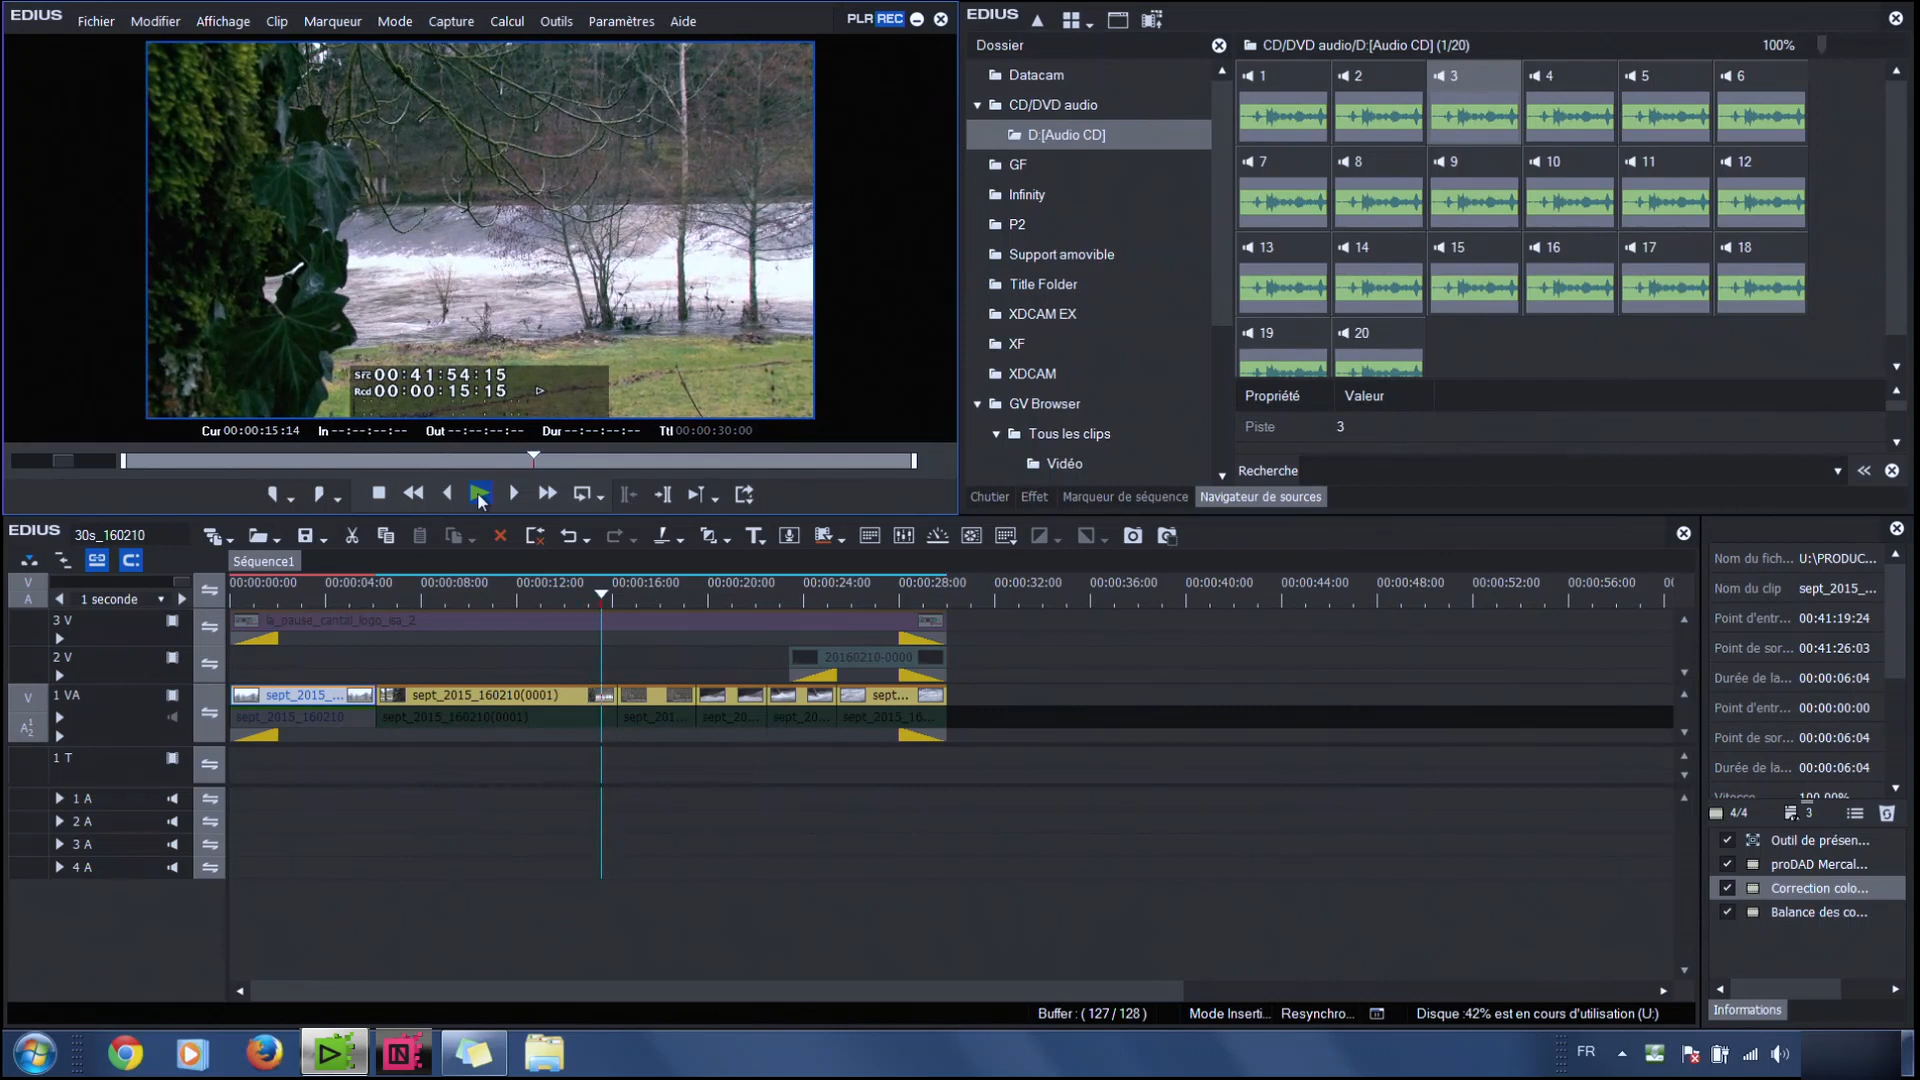 EDIUS Fichier Modifier Affichage Clip Marqueur Mode Capture Calcul Outils Paramètres Aide PLR REC
Src 00:41:54:15
Rcd 00:00:15:15
Cur 00:00:15:14 In --:--:--:-- Out --:--:--:-- Dur --:--:--:-- Ttl 00:00:30:00
EDIUS
Dossier
Datacam
CD/DVD audio
D:[Audio CD]
GF
Infinity
P2
Support amovible
Title Folder
XDCAM EX
XF
XDCAM
GV Browser
Tous les clips
Vidéo
CD/DVD audio/D:[Audio CD] (1/20) 100%
1 2 3 4 5 6
7 8 9 10 11 12
13 14 15 16 17 18
19 20
Propriété Valeur
Piste 3
Recherche
Chutier Effet Marqueur de séquence Navigateur de sources
EDIUS 30s_160210
Séquence1
V
A
1 seconde
00:00:00:00 00:00:04:00 00:00:08:00 00:00:12:00 00:00:16:00 00:00:20:00 00:00:24:00 00:00:28:00 00:00:32:00 00:00:36:00 00:00:40:00 00:00:44:00 00:00:48:00 00:00:52:00 00:00:56:00
3 V la_pause_cantal_logo_isa_2
2 V 20160210-0000
V 1 VA sept_2015_... sept_2015_160210(0001) sept...
A12 sept_2015_160210 sept_2015_160210(0001) sept_201... sept_20... sept_20... sept_2015_16...
1 T
1 A
2 A
3 A
4 A
Nom du fich... U:\PRODUC...
Nom du clip sept_2015_...
Point d'entr... 00:41:19:24
Point de sor... 00:41:26:03
Durée de la... 00:00:06:04
Point d'entr... 00:00:00:00
Point de sor... 00:00:06:04
Durée de la... 00:00:06:04
Vitesse 100.00%
4/4 3
Outil de présen...
proDAD Mercal...
Correction colo...
Balance des co...
Informations
Buffer : ( 127 / 128 ) Mode Inserti... Resynchro... Disque :42% est en cours d'utilisation (U:)
FR